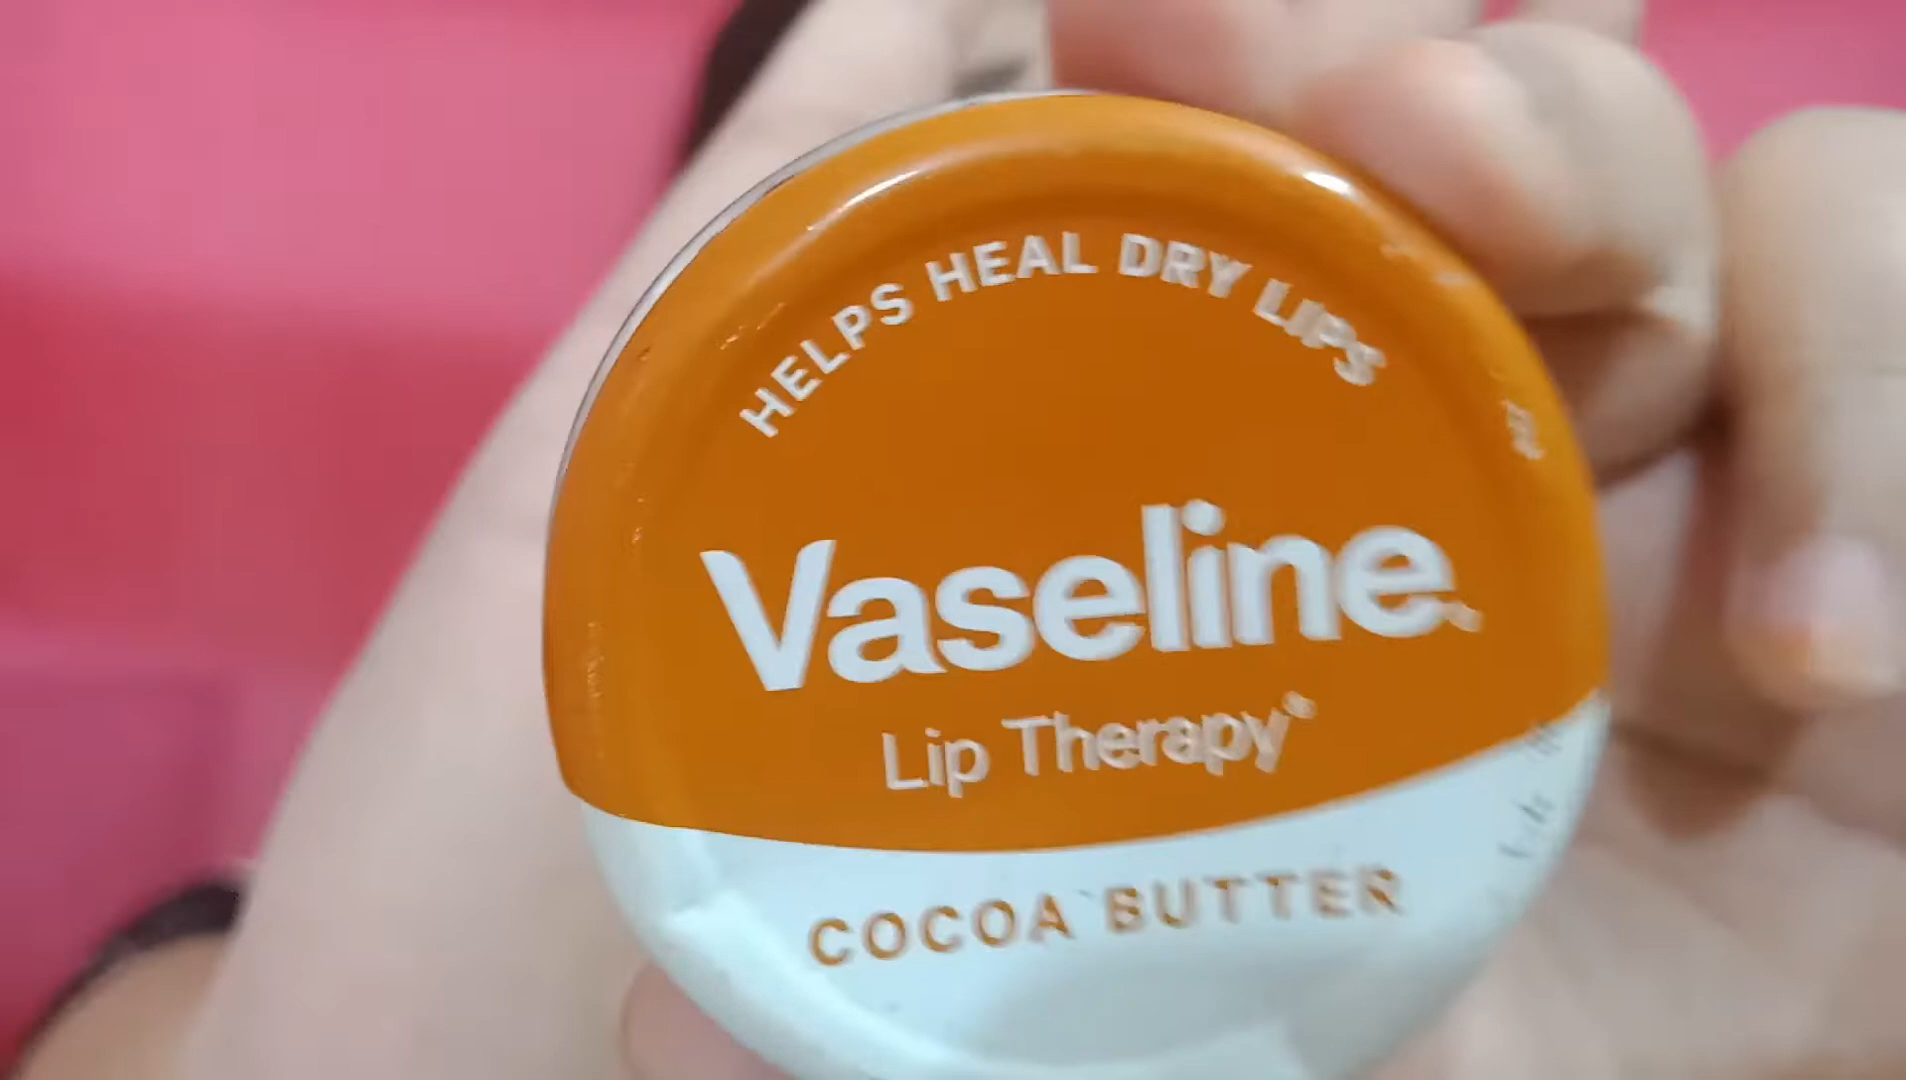 HELPS HEAL DRY LIPS
Vaseline
Lip Therapy®
COCOA BUTTER